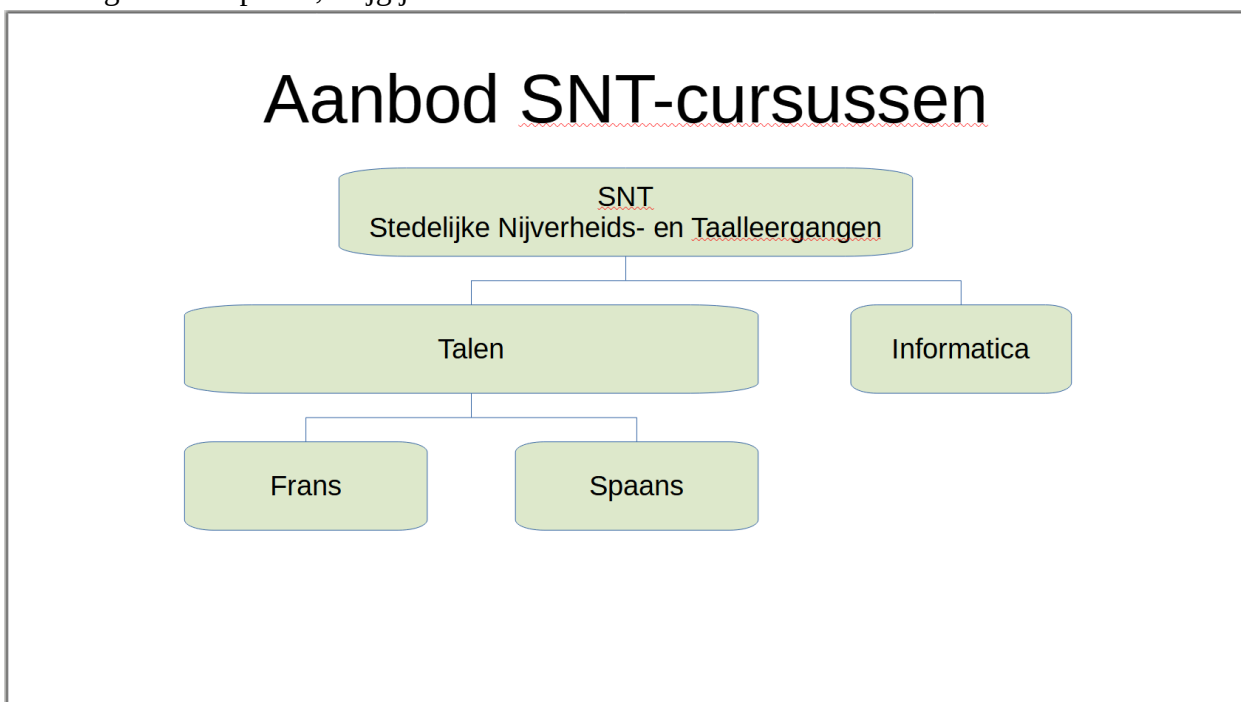 Aanbod SNT-cursussen
SNT
Stedelijke Nijverheids- en Taalleergangen
Talen
Informatica
Frans
Spaans